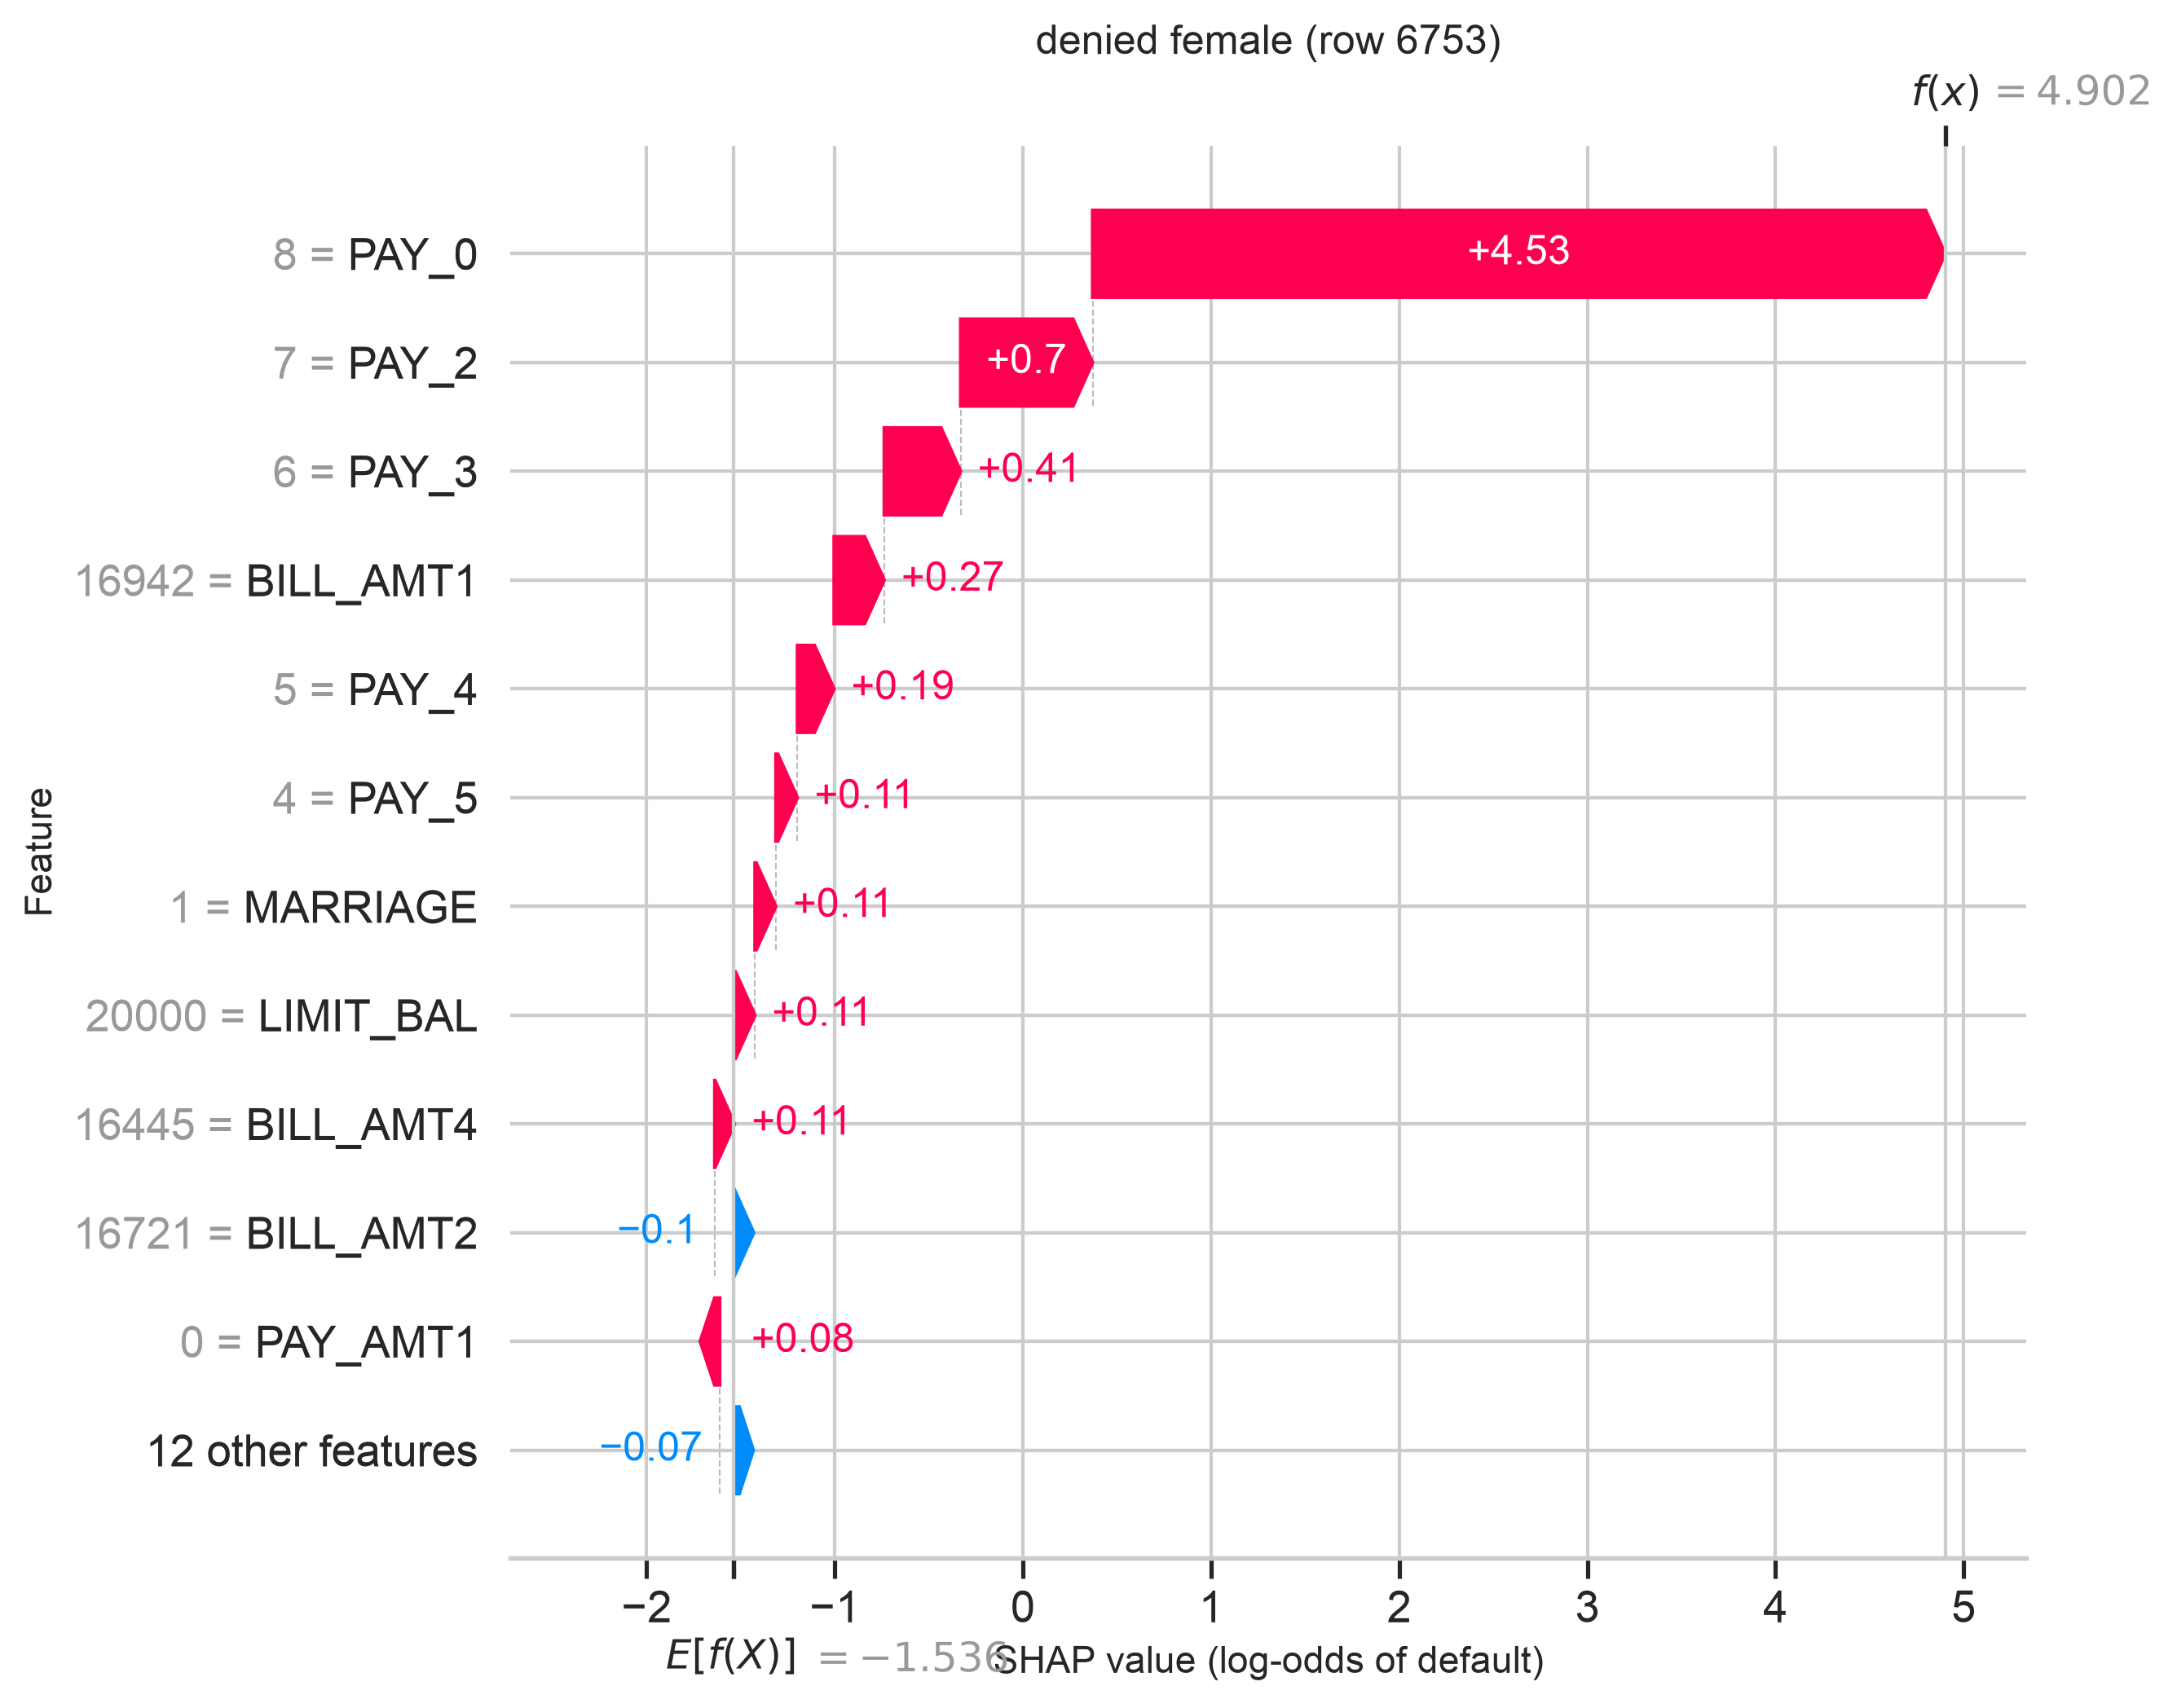 denied female (row 6753)
f(x) = 4.902
8 = PAY_0
+4.53
7 = PAY_2
+0.7
6 = PAY_3
+0.41
16942 = BILL_AMT1
+0.27
5 = PAY_4
+0.19
4 = PAY_5
+0.11
1 = MARRIAGE
+0.11
20000 = LIMIT_BAL
+0.11
16445 = BILL_AMT4
+0.11
16721 = BILL_AMT2
−0.1
0 = PAY_AMT1
+0.08
12 other features
−0.07
Feature
−2 −1 0 1 2 3 4 5
E[f(X)] = −1.536
SHAP value (log-odds of default)